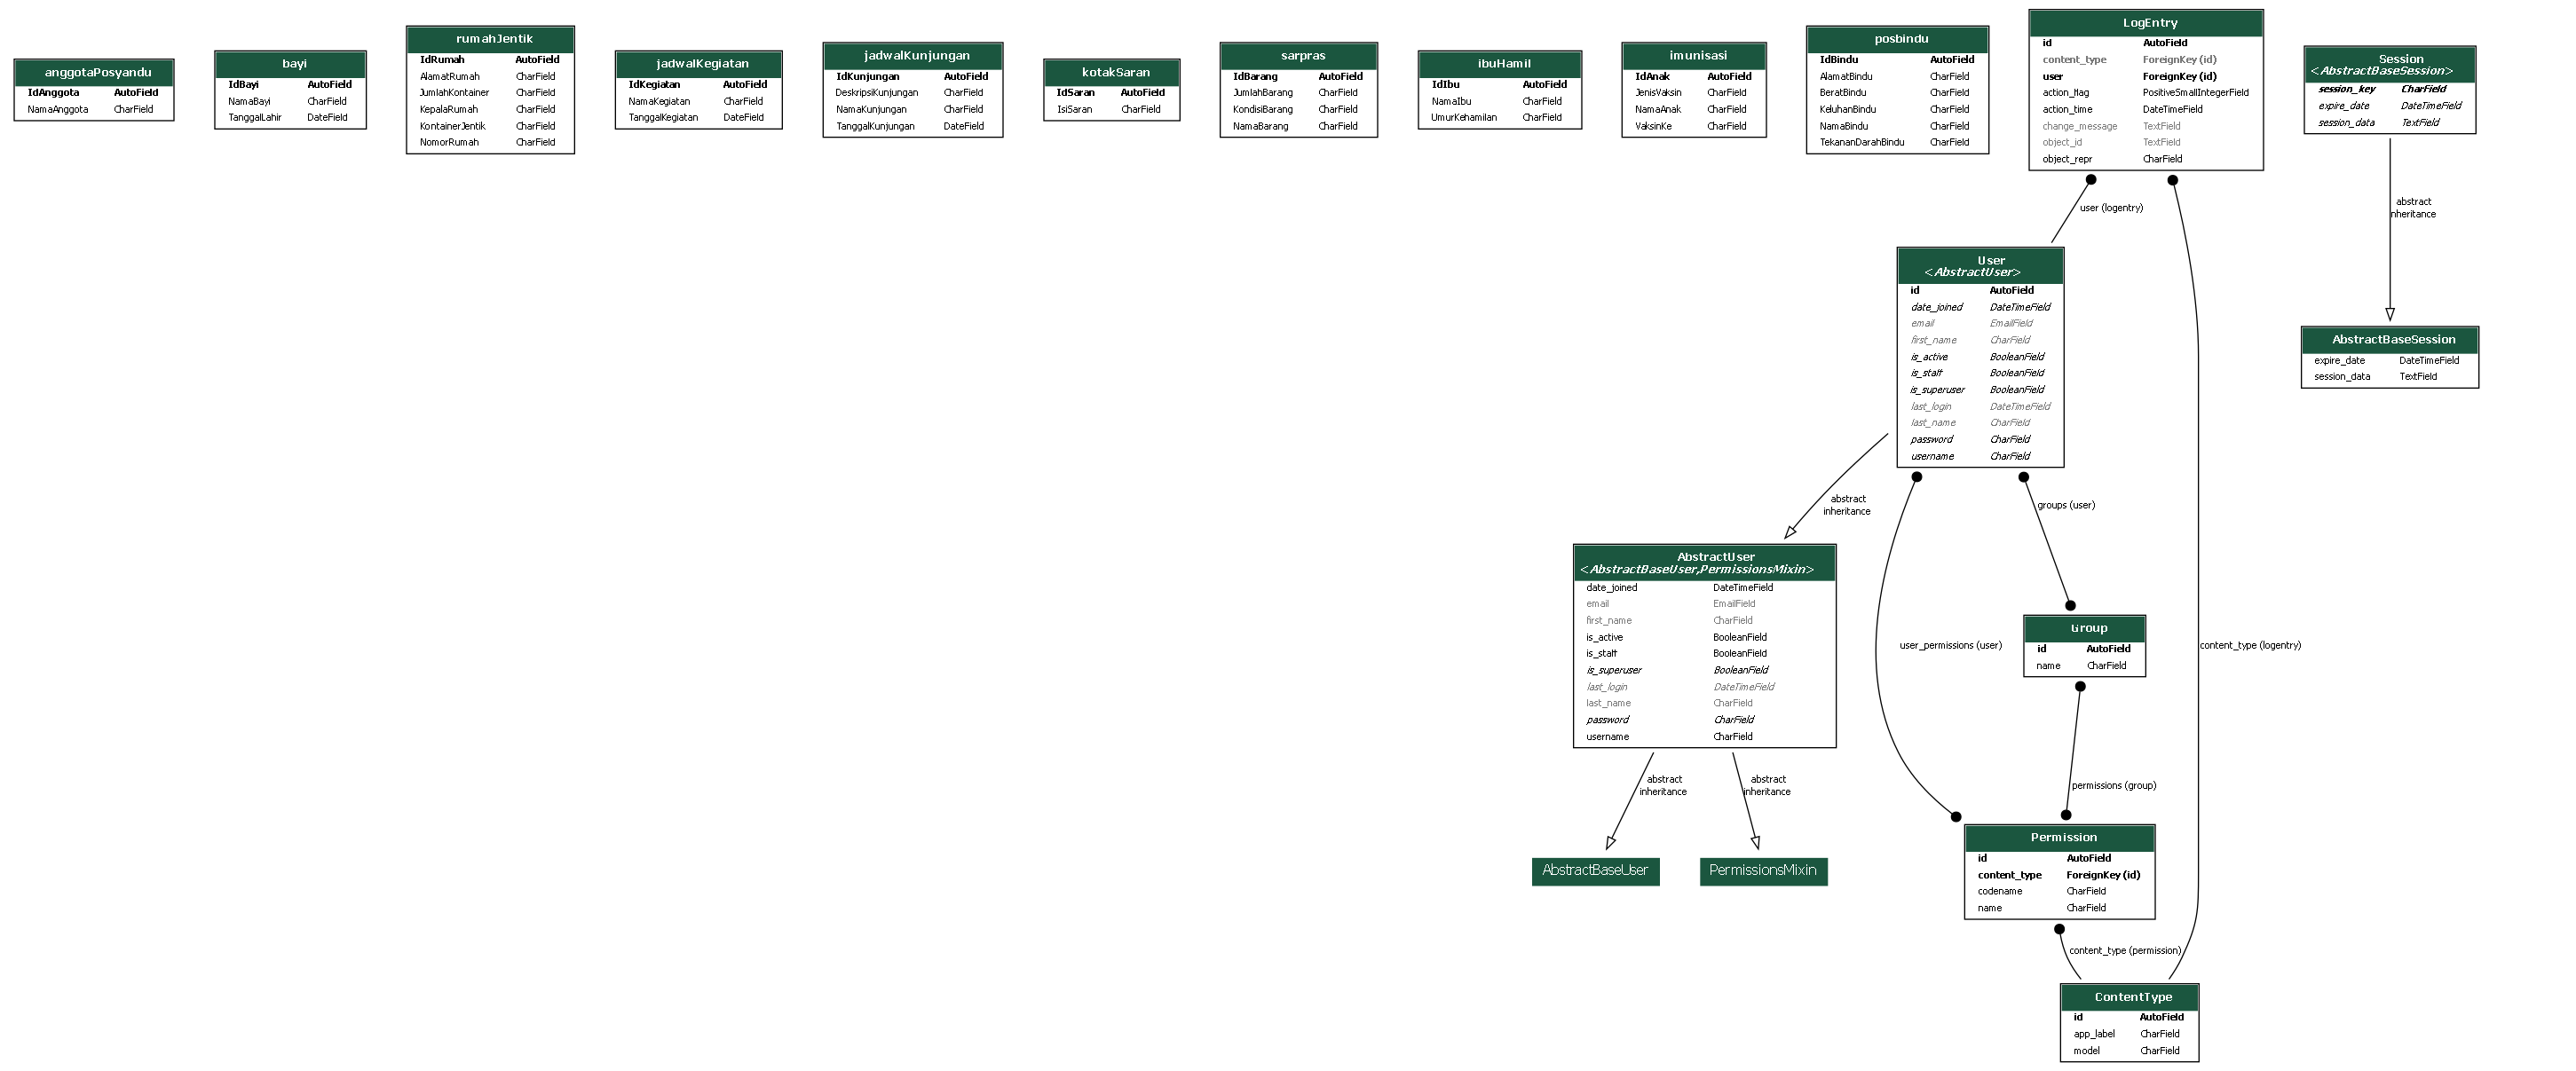 anggotaPosyandu
IdAnggota AutoField
NamaAnggota CharField
bayi
IdBayi AutoField
NamaBayi CharField
TanggalLahir DateField
rumahJentik
IdRumah AutoField
AlamatRumah CharField
JumlahKontainer CharField
KepalaRumah CharField
KontainerJentik CharField
NomorRumah CharField
jadwalKegiatan
IdKegiatan AutoField
NamaKegiatan CharField
TanggalKegiatan DateField
jadwalKunjungan
IdKunjungan AutoField
DeskripsiKunjungan CharField
NamaKunjungan CharField
TanggalKunjungan DateField
kotakSaran
IdSaran AutoField
IsiSaran CharField
sarpras
IdBarang AutoField
JumlahBarang CharField
KondisiBarang CharField
NamaBarang CharField
ibuHamil
IdIbu AutoField
NamaIbu CharField
UmurKehamilan CharField
imunisasi
IdAnak AutoField
JenisVaksin CharField
NamaAnak CharField
VaksinKe CharField
posbindu
IdBindu AutoField
AlamatBindu CharField
BeratBindu CharField
KeluhanBindu CharField
NamaBindu CharField
TekananDarahBindu CharField
LogEntry
id AutoField
content_type ForeignKey (id)
user ForeignKey (id)
action_flag PositiveSmallIntegerField
action_time DateTimeField
change_message TextField
object_id TextField
object_repr CharField
Session
<AbstractBaseSession>
session_key CharField
expire_date DateTimeField
session_data TextField
user (logentry)
abstract
inheritance
User
<AbstractUser>
id AutoField
date_joined DateTimeField
email EmailField
first_name CharField
is_active BooleanField
is_staff BooleanField
is_superuser BooleanField
last_login DateTimeField
last_name CharField
password CharField
username CharField
AbstractBaseSession
expire_date DateTimeField
session_data TextField
abstract
inheritance
groups (user)
AbstractUser
<AbstractBaseUser,PermissionsMixin>
date_joined DateTimeField
email EmailField
first_name CharField
is_active BooleanField
is_staff BooleanField
is_superuser BooleanField
last_login DateTimeField
last_name CharField
password CharField
username CharField
user_permissions (user)
Group
id AutoField
name CharField
content_type (logentry)
abstract
inheritance
abstract
inheritance
permissions (group)
AbstractBaseUser
PermissionsMixin
Permission
id AutoField
content_type ForeignKey (id)
codename CharField
name CharField
content_type (permission)
ContentType
id AutoField
app_label CharField
model CharField